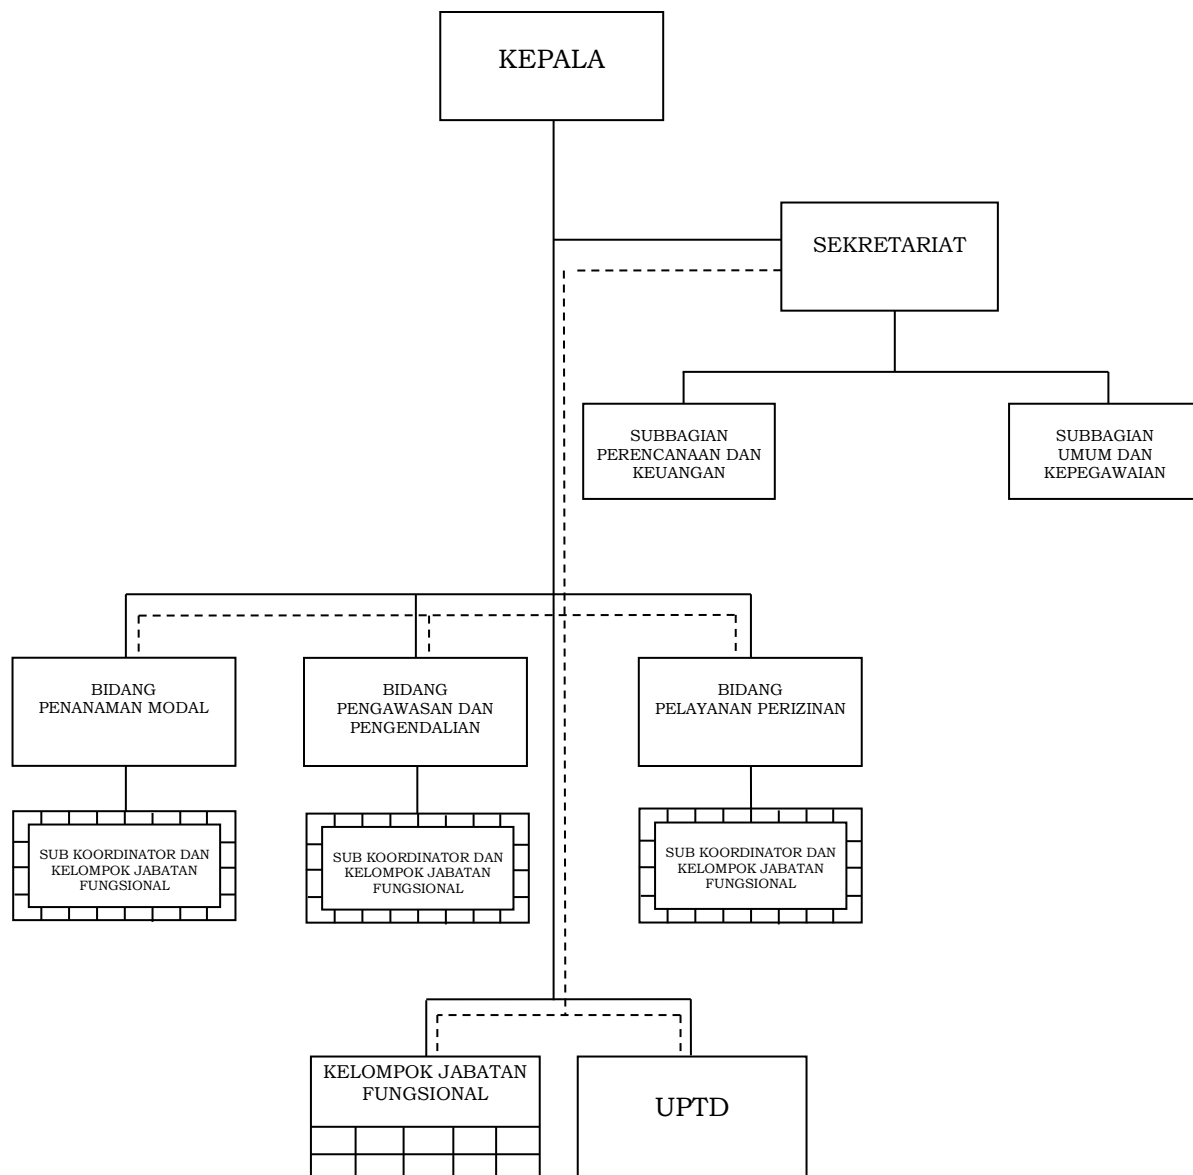 KEPALA
SEKRETARIAT
SUBBAGIAN
PERENCANAAN DAN
KEUANGAN
SUBBAGIAN
UMUM DAN
KEPEGAWAIAN
BIDANG
PENANAMAN MODAL
BIDANG
PENGAWASAN DAN
PENGENDALIAN
BIDANG
PELAYANAN PERIZINAN
SUB KOORDINATOR DAN
KELOMPOK JABATAN
FUNGSIONAL
SUB KOORDINATOR DAN
KELOMPOK JABATAN
FUNGSIONAL
SUB KOORDINATOR DAN
KELOMPOK JABATAN
FUNGSIONAL
KELOMPOK JABATAN
FUNGSIONAL
UPTD